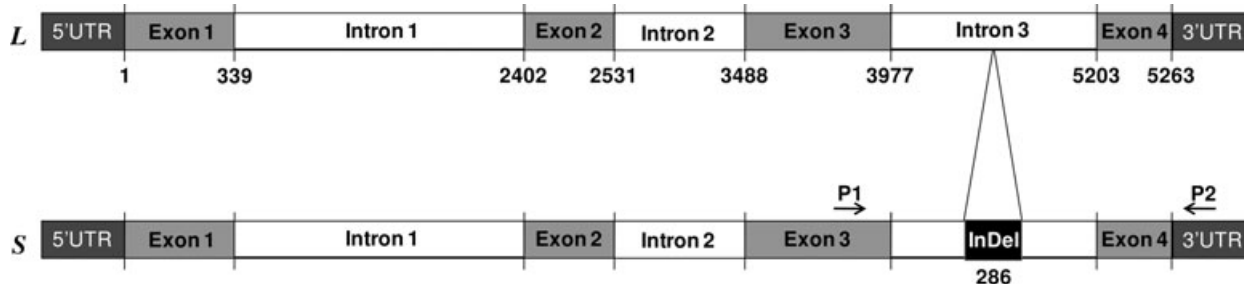 L 5'UTR Exon 1 Intron 1 Exon 2 Intron 2 Exon 3 Intron 3 Exon 4 3'UTR
1 339 2402 2531 3488 3977 5203 5263
P1 P2
S 5'UTR Exon 1 Intron 1 Exon 2 Intron 2 Exon 3 InDel Exon 4 3'UTR
286